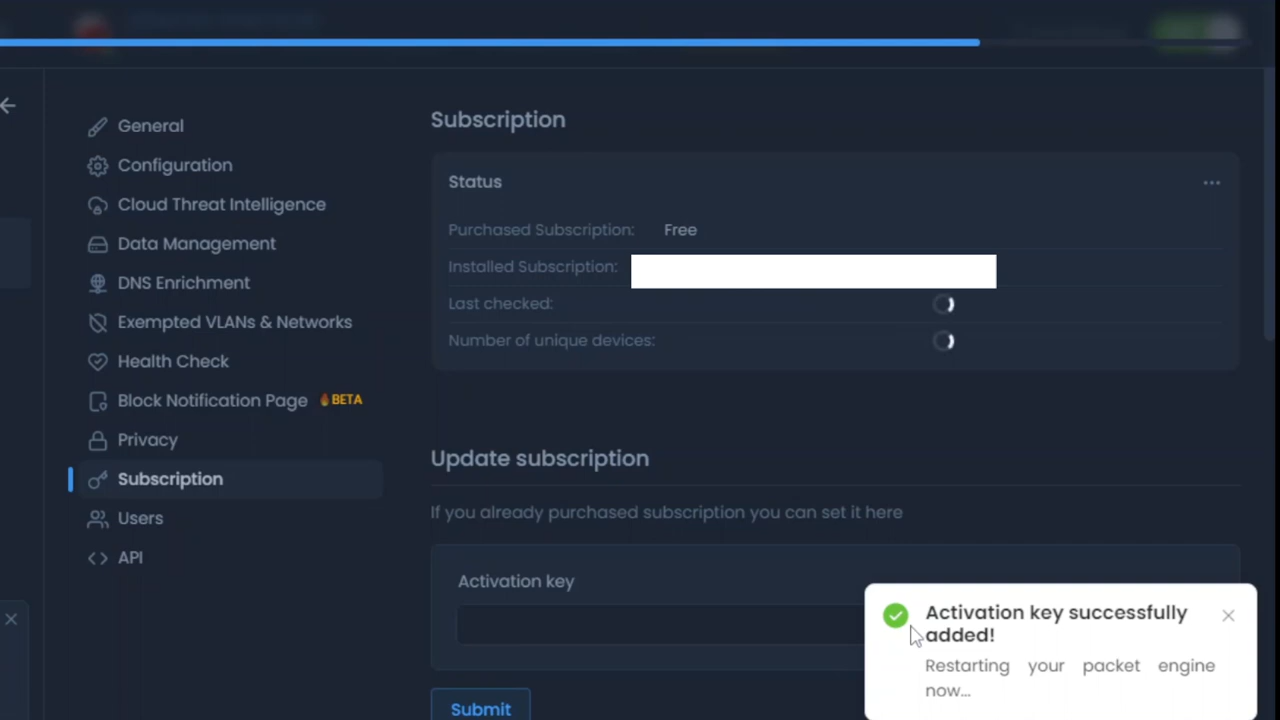 General
Configuration
Cloud Threat Intelligence
Data Management
DNS Enrichment
Exempted VLANs & Networks
Health Check
Block Notification Page BETA
Privacy
Subscription
Users
API
Subscription
Status
Purchased Subscription: Free
Installed Subscription:
Last checked:
Number of unique devices:
Update subscription
If you already purchased subscription you can set it here
Activation key
Submit
Activation key successfully
added!
Restarting your packet engine
now...